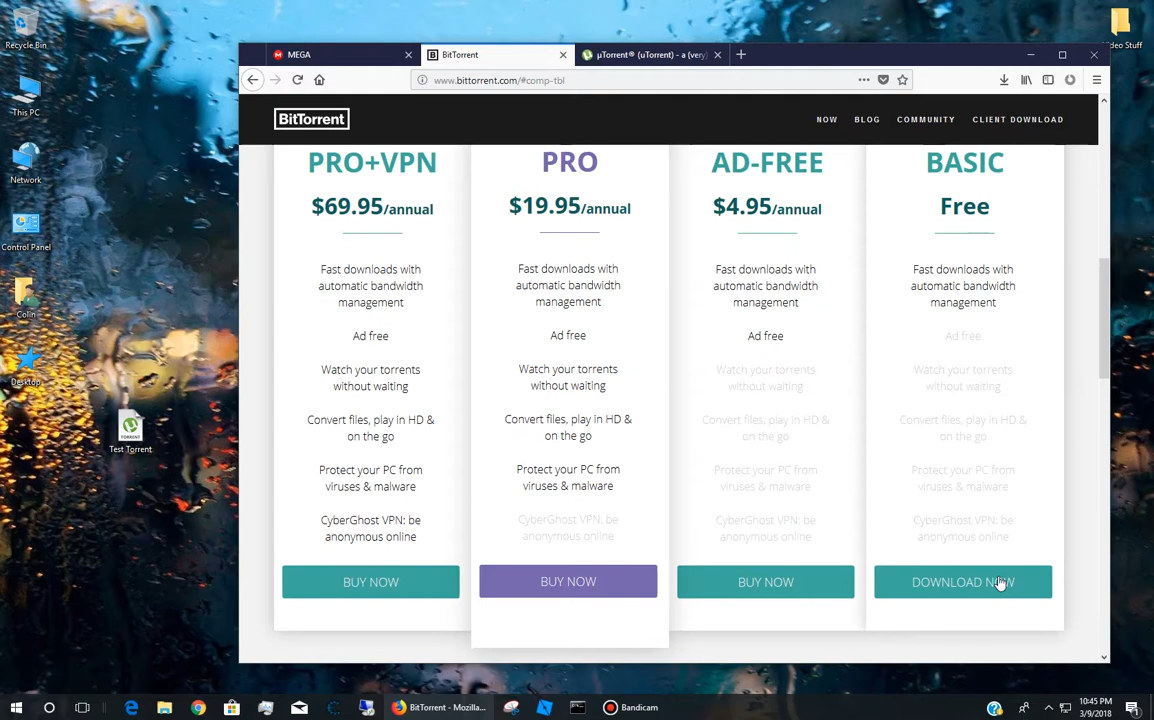 Recycle Bin
This PC
Network
Control Panel
Colin
Desktop
TORRENT
Test Torrent
deo Stuff
MEGA
B BitTorrent
µTorrent® (uTorrent) - a (very)
www.bittorrent.com/#comp-tbl
BitTorrent
NOW BLOG COMMUNITY CLIENT DOWNLOAD
PRO+VPN
$69.95/annual
Fast downloads with
automatic bandwidth
management
Ad free
Watch your torrents
without waiting
Convert files, play in HD &
on the go
Protect your PC from
viruses & malware
CyberGhost VPN: be
anonymous online
BUY NOW
PRO
$19.95/annual
Fast downloads with
automatic bandwidth
management
Ad free
Watch your torrents
without waiting
Convert files, play in HD &
on the go
Protect your PC from
viruses & malware
CyberGhost VPN: be
anonymous online
BUY NOW
AD-FREE
$4.95/annual
Fast downloads with
automatic bandwidth
management
Ad free
Watch your torrents
without waiting
Convert files, play in HD &
on the go
Protect your PC from
viruses & malware
CyberGhost VPN: be
anonymous online
BUY NOW
BASIC
Free
Fast downloads with
automatic bandwidth
management
Ad free
Watch your torrents
without waiting
Convert files, play in HD &
on the go
Protect your PC from
viruses & malware
CyberGhost VPN: be
anonymous online
DOWNLOAD NOW
BitTorrent - Mozilla...
Bandicam
10:45 PM
3/9/2018
1